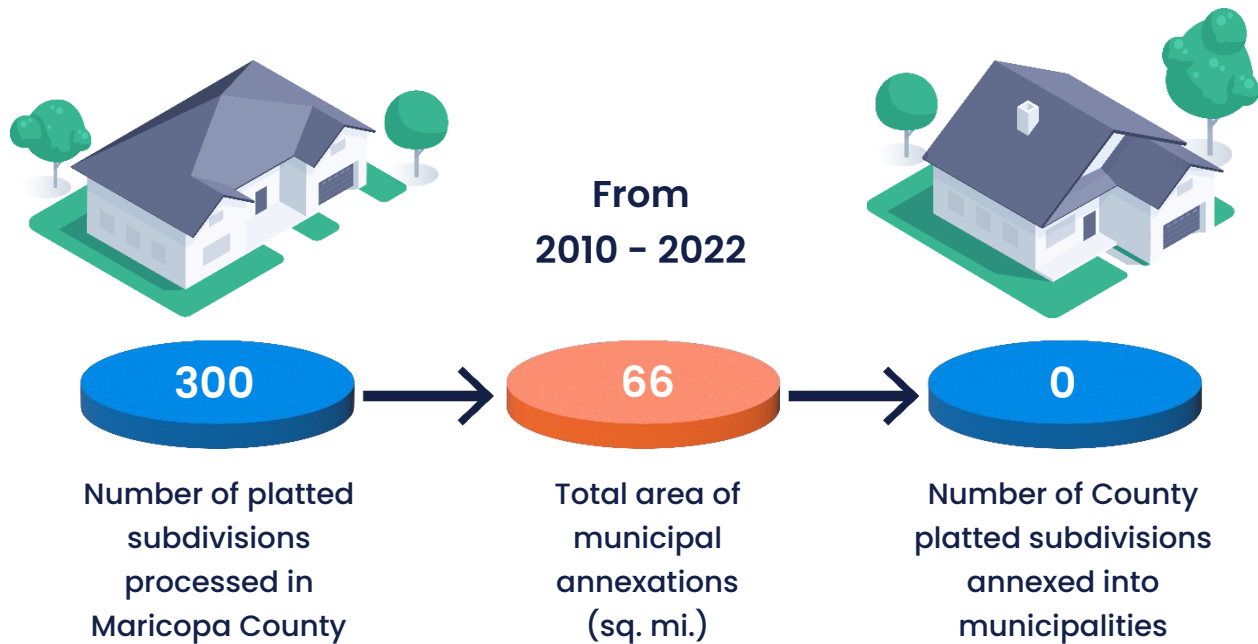 From
2010 - 2022
300
66
0
Number of platted
subdivisions
processed in
Maricopa County
Total area of
municipal
annexations
(sq. mi.)
Number of County
platted subdivisions
annexed into
municipalities